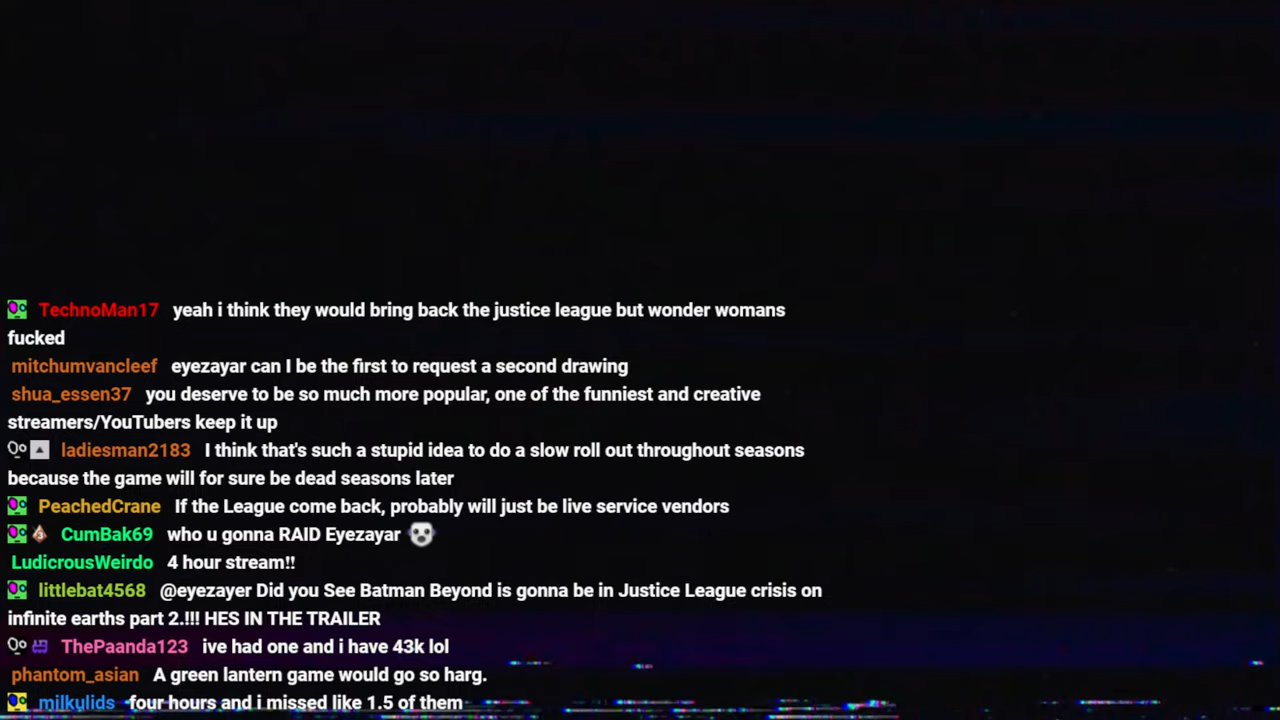 TechnoMan17 yeah i think they would bring back the justice league but wonder womans
fucked
mitchumvancleef eyezayar can I be the first to request a second drawing
shua_essen37 you deserve to be so much more popular, one of the funniest and creative
streamers/YouTubers keep it up
ladiesman2183 I think that's such a stupid idea to do a slow roll out throughout seasons
because the game will for sure be dead seasons later
PeachedCrane If the League come back, probably will just be live service vendors
CumBak69 who u gonna RAID Eyezayar
LudicrousWeirdo 4 hour stream!!
littlebat4568 @eyezayer Did you See Batman Beyond is gonna be in Justice League crisis on
infinite earths part 2.!!! HES IN THE TRAILER
ThePaanda123 ive had one and i have 43k lol
phantom_asian A green lantern game would go so harg.
milkylids four hours and i missed like 1.5 of them